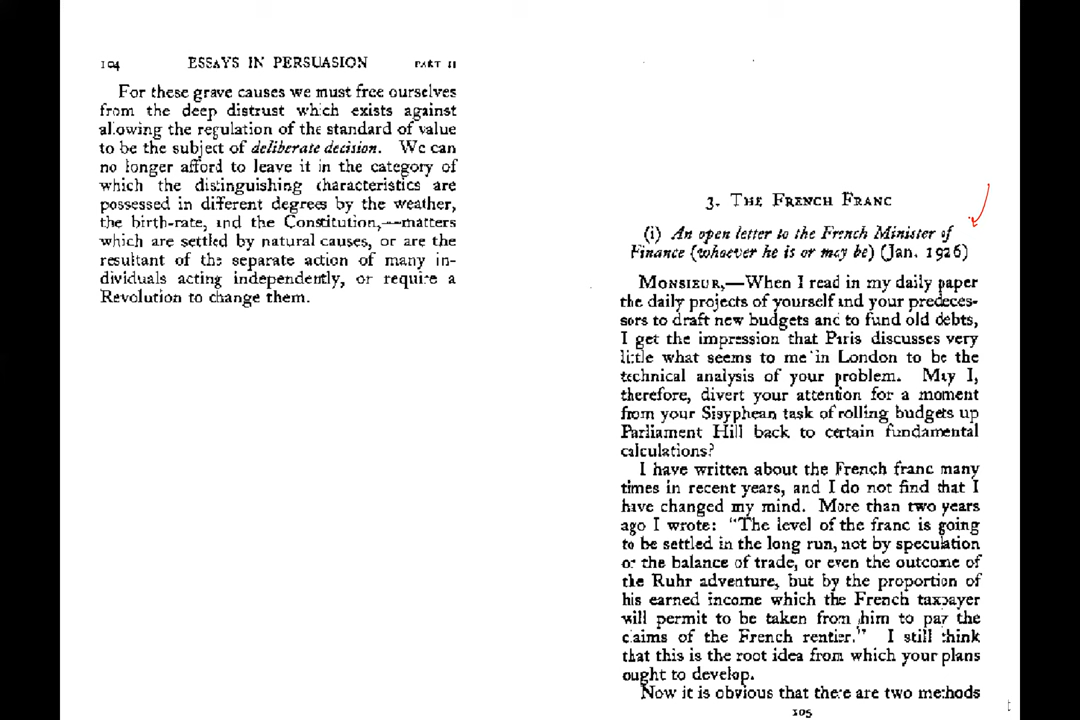 104 ESSAYS IN PERSUASION PART II
For these grave causes we must free ourselves
from the deep distrust which exists against
allowing the regulation of the standard of value
to be the subject of deliberate decision. We can
no longer afford to leave it in the category of
which the distinguishing characteristics are
possessed in different degrees by the weather,
the birth-rate, and the Constitution,—matters
which are settled by natural causes, or are the
resultant of the separate action of many in-
dividuals acting independently, or require a
Revolution to change them.
3. THE FRENCH FRANC
(i) An open letter to the French Minister of
Finance (whoever he is or may be) (Jan. 1926)
MONSIEUR,—When I read in my daily paper
the daily projects of yourself and your predeces-
sors to draft new budgets and to fund old debts,
I get the impression that Paris discusses very
little what seems to me in London to be the
technical analysis of your problem. May I,
therefore, divert your attention for a moment
from your Sisyphean task of rolling budgets up
Parliament Hill back to certain fundamental
calculations?
I have written about the French franc many
times in recent years, and I do not find that I
have changed my mind. More than two years
ago I wrote: "The level of the franc is going
to be settled in the long run, not by speculation
or the balance of trade, or even the outcome of
the Ruhr adventure, but by the proportion of
his earned income which the French taxpayer
will permit to be taken from him to pay the
claims of the French rentier." I still think
that this is the root idea from which your plans
ought to develop.
Now it is obvious that there are two methods
105